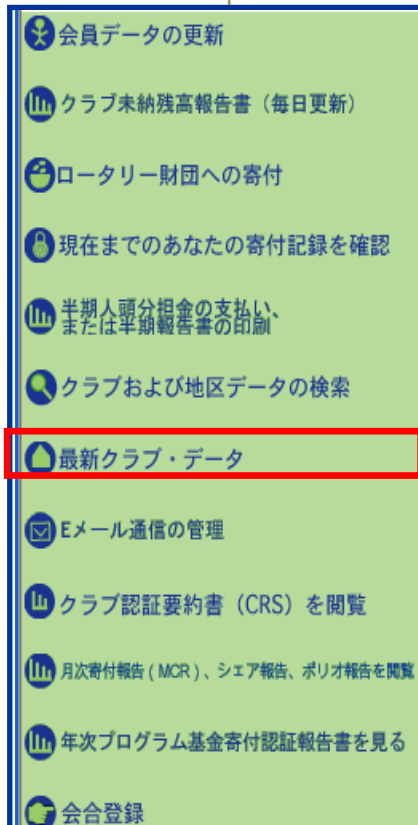 会員データの更新
クラブ未納残高報告書（毎日更新）
ロータリー財団への寄付
現在までのあなたの寄付記録を確認
半期人頭分担金の支払い、
または半期報告書の印刷
クラブおよび地区データの検索
最新クラブ・データ
Eメール通信の管理
クラブ認証要約書（CRS）を閲覧
月次寄付報告 ( MCR ) 、シェア報告、ポリオ報告を閲覧
年次プログラム基金寄付認証報告書を見る
会合登録